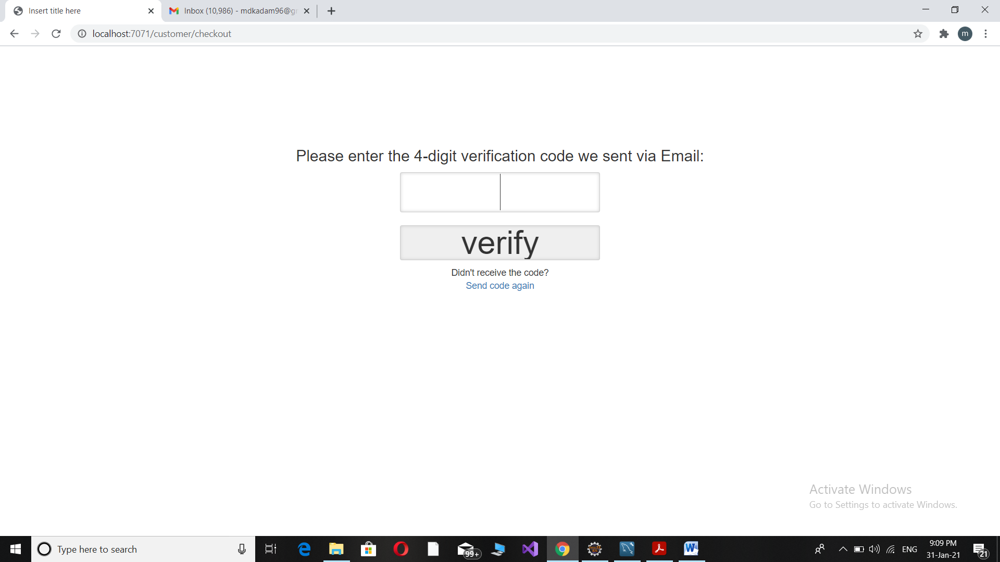 Insert title here
Inbox (10,986) - mdkadam96@gr
localhost:7071/customer/checkout
m
Please enter the 4-digit verification code we sent via Email:
verify
Didn't receive the code?
Send code again
Activate Windows
Go to Settings to activate Windows.
Type here to search
99+
ENG
9:09 PM
31-Jan-21
21